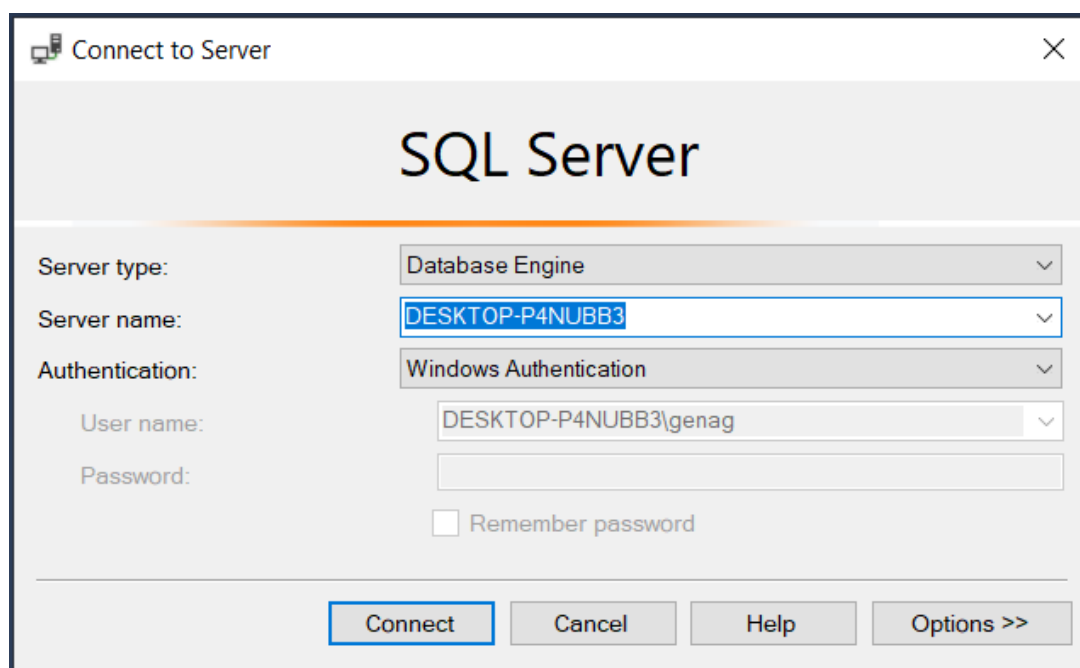 Connect to Server
SQL Server
Server type: Database Engine
Server name: DESKTOP-P4NUBB3
Authentication: Windows Authentication
User name: DESKTOP-P4NUBB3\genag
Password:
Remember password
Connect Cancel Help Options >>